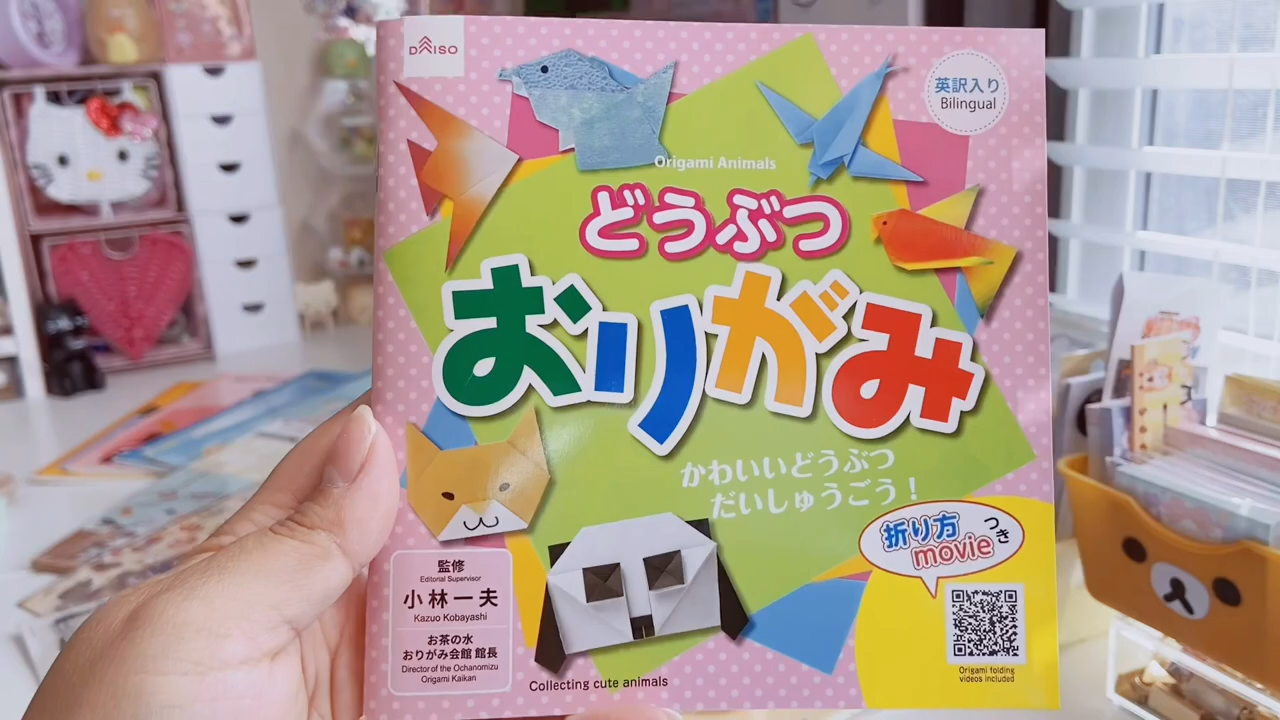 DAISO
英訳入り
Bilingual
Origami Animals
どうぶつ
おりがみ
かわいいどうぶつ
だいしゅうごう!
折り方
movie
つき
監修
Editorial Supervisor
小林一夫
Kazuo Kobayashi
お茶の水
おりがみ会館 館長
Director of the Ochanomizu
Origami Kaikan
Origami folding
videos included
Collecting cute animals